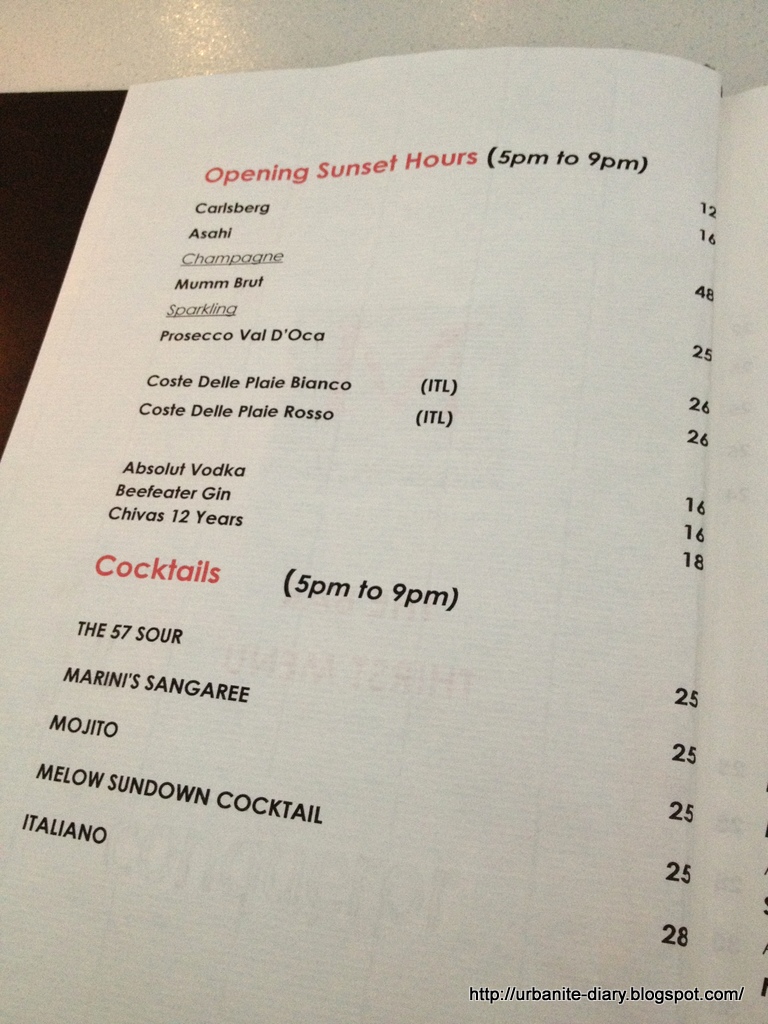 Opening Sunset Hours (5pm to 9pm)
Carlsberg 12
Asahi 16
Champagne
Mumm Brut 48
Sparkling
Prosecco Val D'Oca 25
Coste Delle Plaie Bianco (ITL) 26
Coste Delle Plaie Rosso (ITL) 26
Absolut Vodka 16
Beefeater Gin 16
Chivas 12 Years 18
Cocktails (5pm to 9pm)
THE 57 SOUR 25
MARINI'S SANGAREE 25
MOJITO 25
MELOW SUNDOWN COCKTAIL 25
ITALIANO 28
THIRST MENU
http://urbanite-diary.blogspot.com/